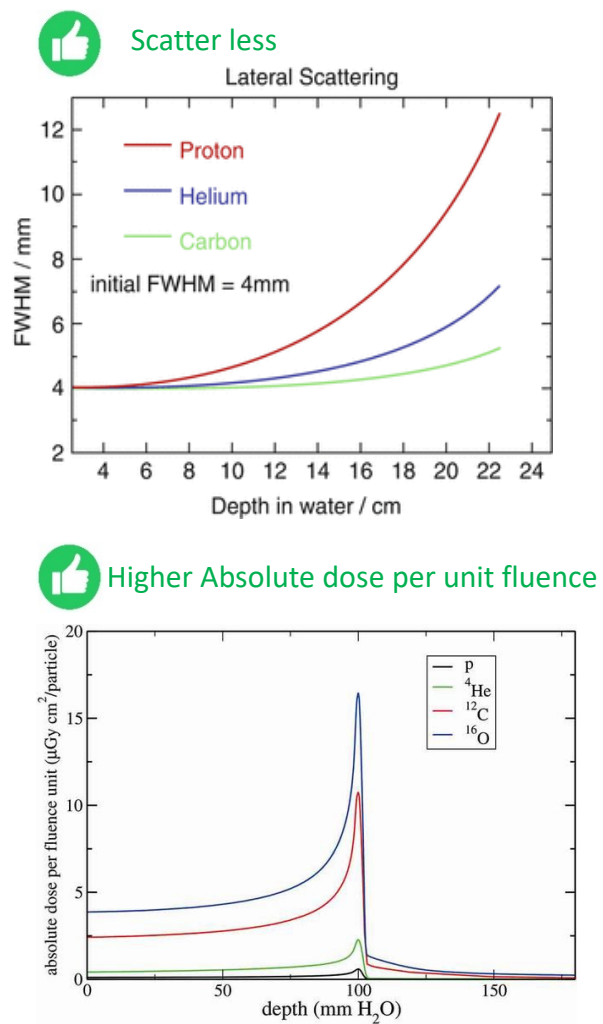 Scatter less
Lateral Scattering
12
10
8
6
4
2
FWHM / mm
Proton
Helium
Carbon
initial FWHM = 4mm
4 6 8 10 12 14 16 18 20 22 24
Depth in water / cm
Higher Absolute dose per unit fluence
20
15
10
5
0
absolute dose per fluence unit (μGy cm²/particle)
p
⁴He
¹²C
¹⁶O
0 50 100 150
depth (mm H₂O)